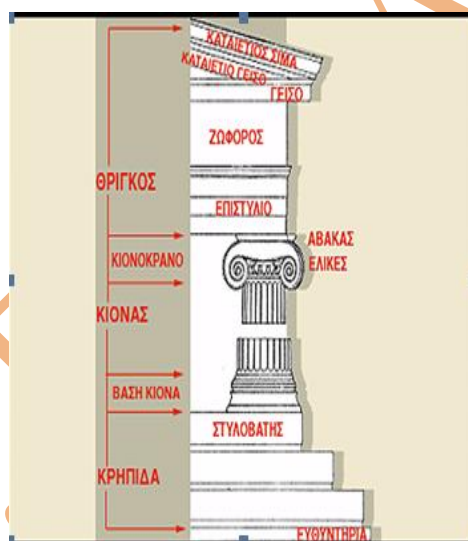 ΚΑΤΑΙΕΤΙΟΣ ΣΙΜΑ
ΚΑΤΑΙΕΤΙΟ ΓΕΙΣΟ
ΓΕΙΣΟ
ΖΩΦΟΡΟΣ
ΘΡΙΓΚΟΣ
ΕΠΙΣΤΥΛΙΟ
ΑΒΑΚΑΣ
ΚΙΟΝΟΚΡΑΝΟ
ΕΛΙΚΕΣ
ΚΙΟΝΑΣ
ΒΑΣΗ ΚΙΟΝΑ
ΣΤΥΛΟΒΑΤΗΣ
ΚΡΗΠΙΔΑ
ΕΥΘΥΝΤΗΡΙΑ